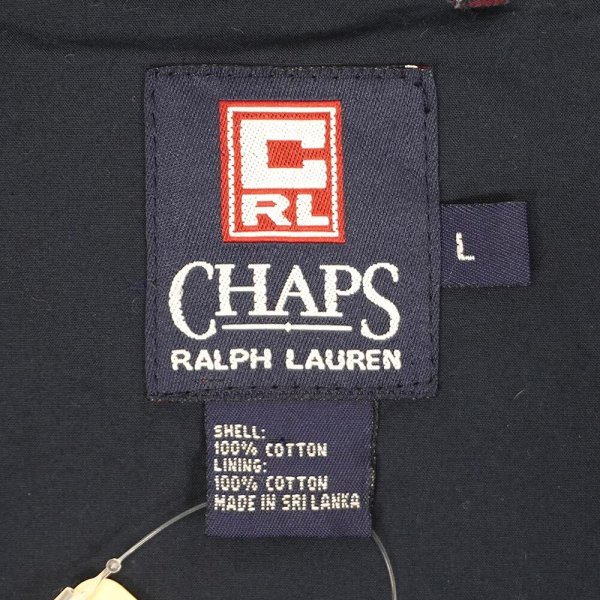 C
RL
CHAPS
RALPH LAUREN
L
SHELL:
100% COTTON
LINING:
100% COTTON
MADE IN SRI LANKA